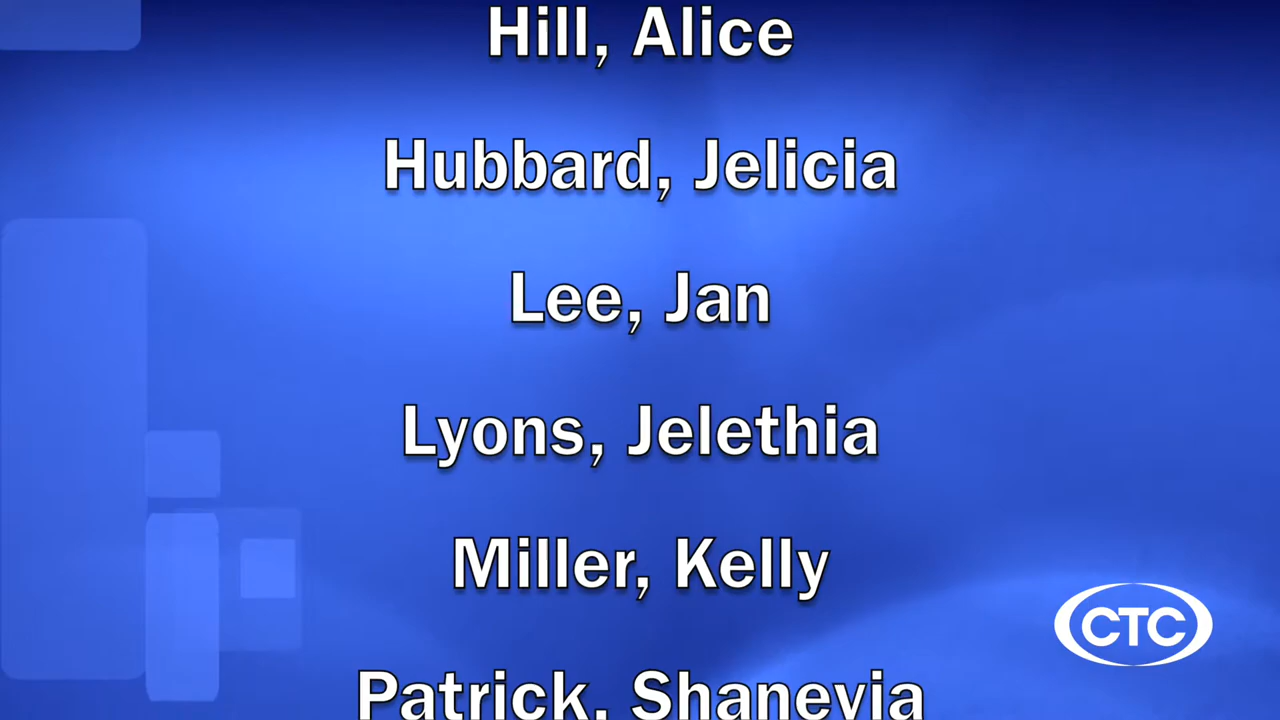 Hill, Alice
Hubbard, Jelicia
Lee, Jan
Lyons, Jelethia
Miller, Kelly
CTC
Patrick, Shanevia